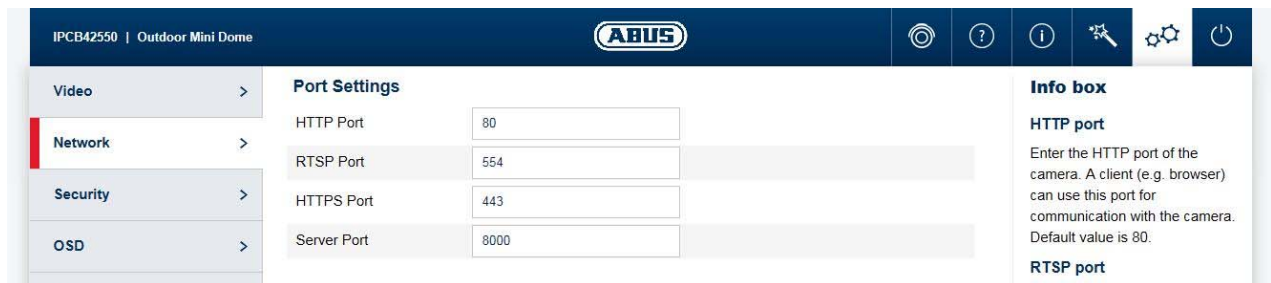 IPCB42550 | Outdoor Mini Dome
ABUS
Video >
Network >
Security >
OSD >
Port Settings
HTTP Port 80
RTSP Port 554
HTTPS Port 443
Server Port 8000
Info box
HTTP port
Enter the HTTP port of the
camera. A client (e.g. browser)
can use this port for
communication with the camera.
Default value is 80.
RTSP port